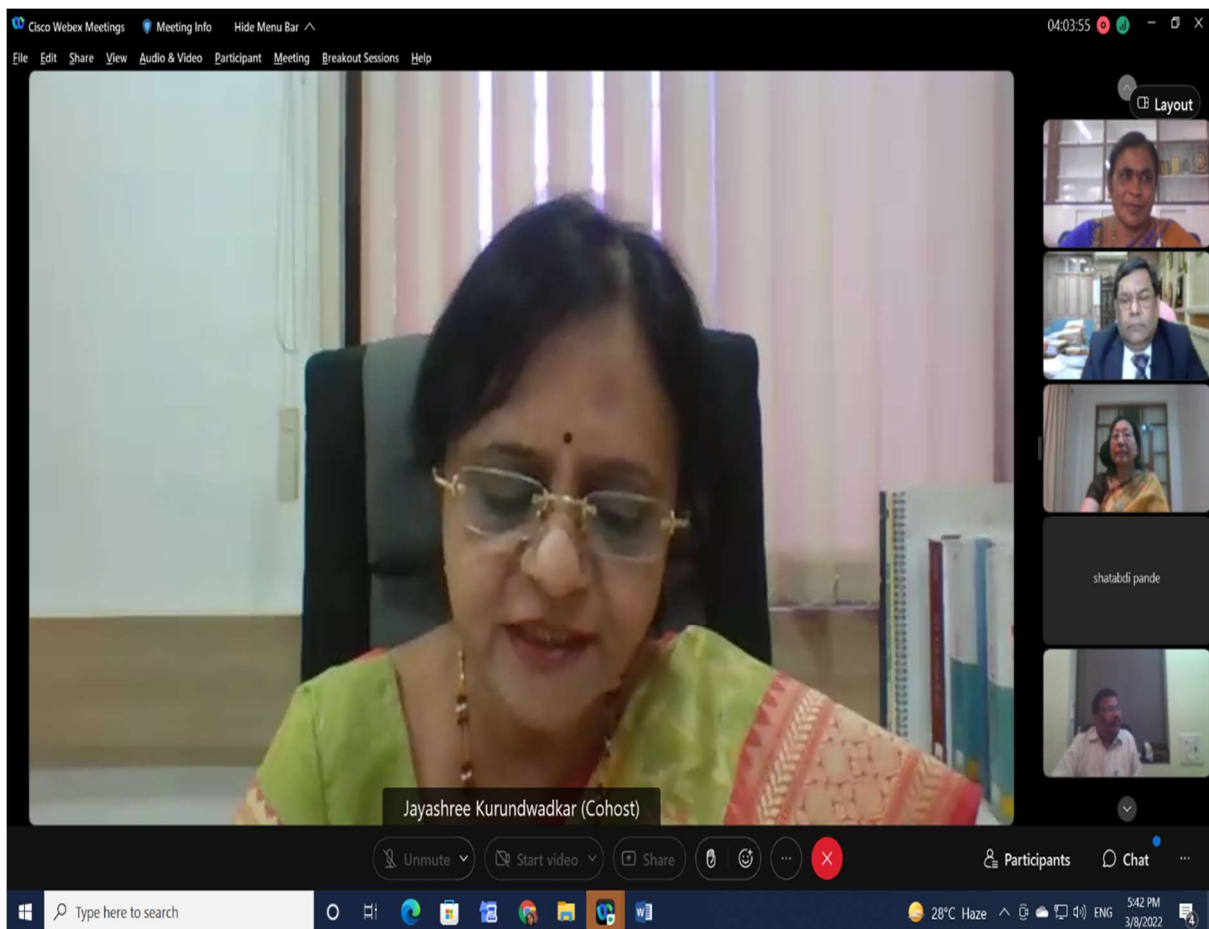 Cisco Webex Meetings Meeting Info Hide Menu Bar 04:03:55
File Edit Share View Audio & Video Participant Meeting Breakout Sessions Help
Layout
shatabdi pande
Jayashree Kurundwadkar (Cohost)
Unmute Start video Share Participants Chat
Type here to search 28°C Haze ENG 5:42 PM
3/8/2022
4